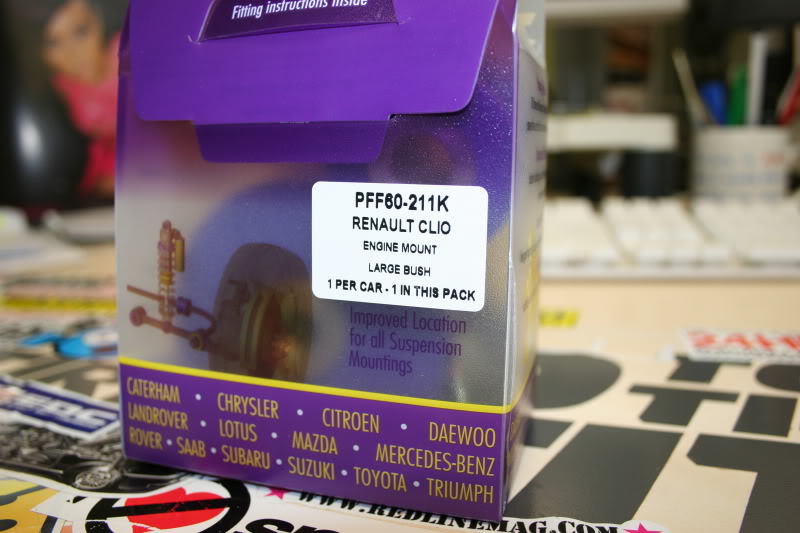 Fitting instructions inside
PFF60-211K
RENAULT CLIO
ENGINE MOUNT
LARGE BUSH
1 PER CAR - 1 IN THIS PACK
Improved Location
for all Suspension
Mountings
CATERHAM • CHRYSLER • CITROEN • DAEWOO
LANDROVER • LOTUS • MAZDA • MERCEDES-BENZ
ROVER • SAAB • SUBARU • SUZUKI • TOYOTA • TRIUMPH
24H
WWW.REDLINEMAG.COM